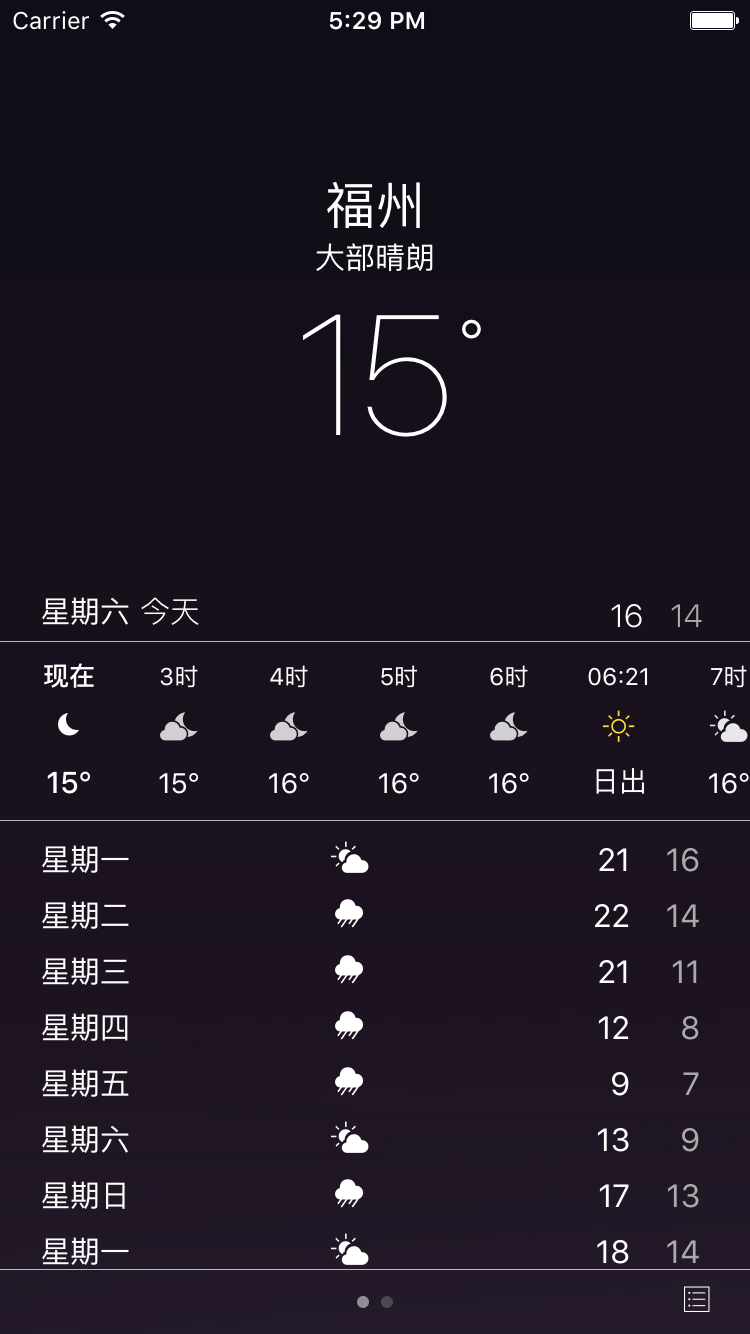 Carrier 5:29 PM
福州
大部晴朗
15°
星期六 今天 16 14
现在 3时 4时 5时 6时 06:21 7时
15° 15° 16° 16° 16° 日出 16°
星期一 21 16
星期二 22 14
星期三 21 11
星期四 12 8
星期五 9 7
星期六 13 9
星期日 17 13
星期一 18 14